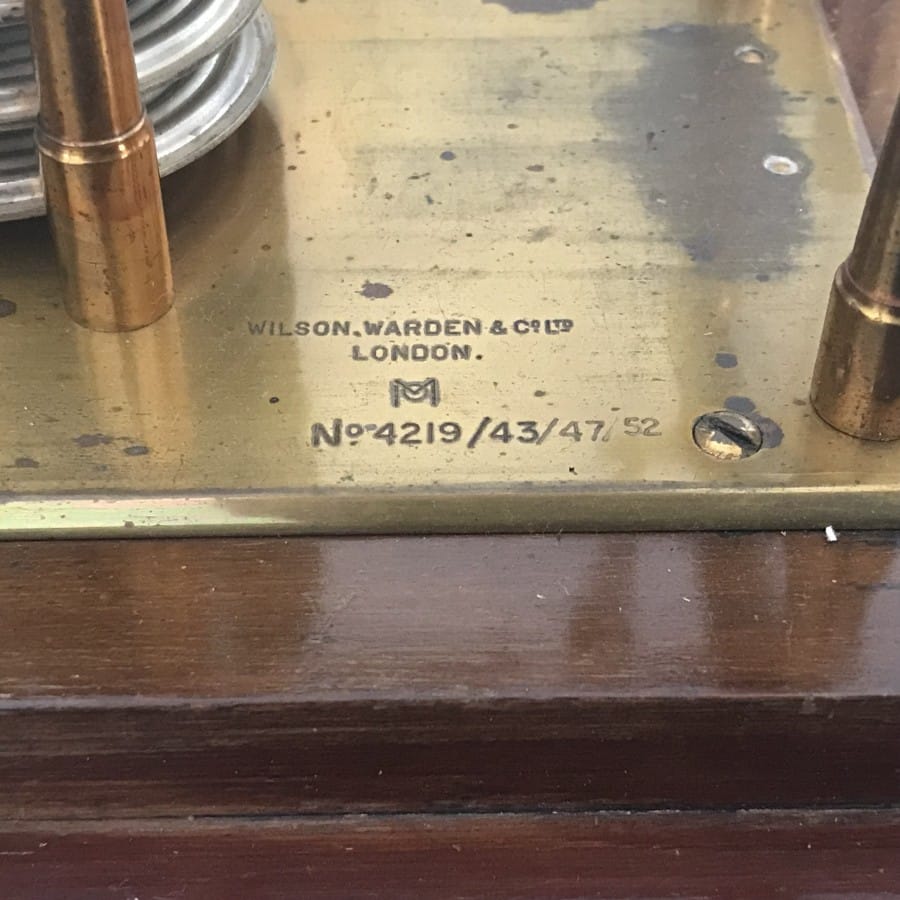 WILSON. WARDEN & Cº LTD
LONDON.
Nº 4219/43/47/52